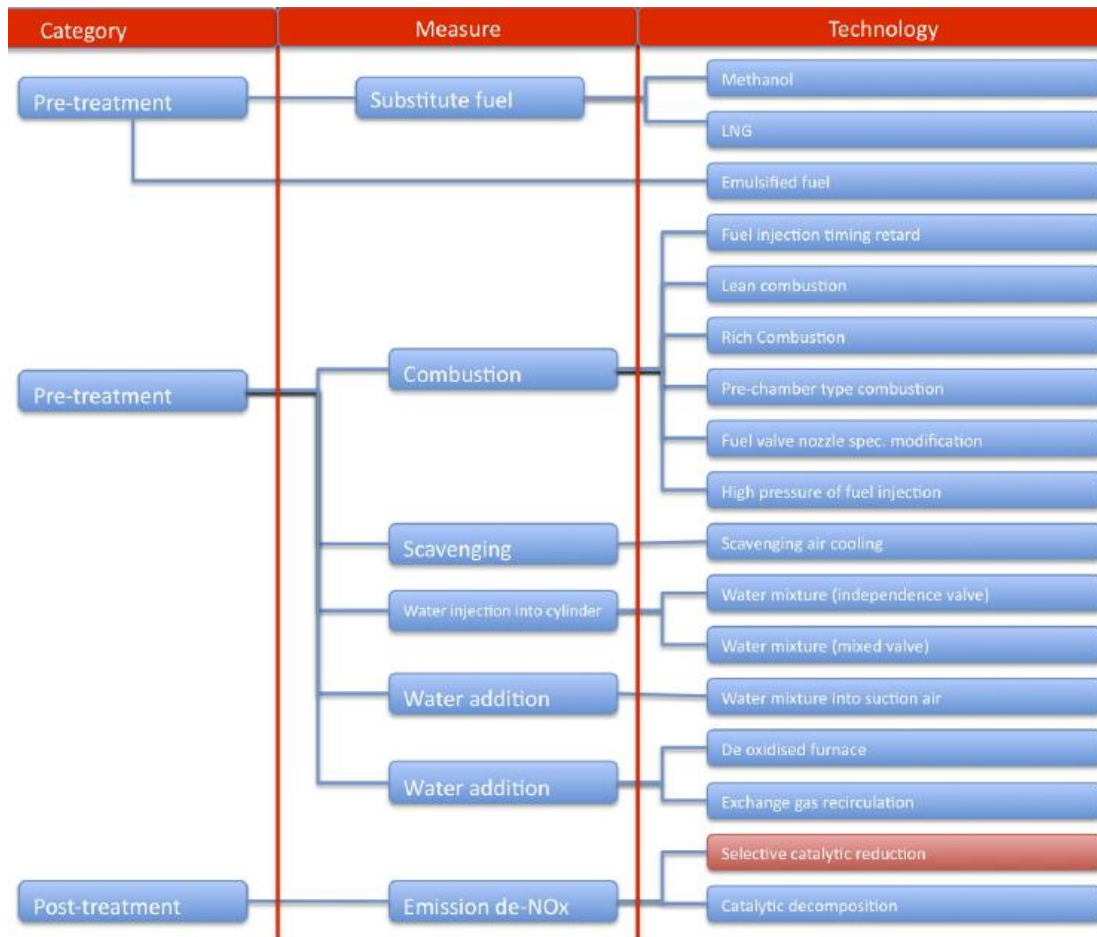 Category
Measure
Technology
Pre-treatment
Substitute fuel
Methanol
LNG
Emulsified fuel
Pre-treatment
Combustion
Fuel injection timing retard
Lean combustion
Rich Combustion
Pre-chamber type combustion
Fuel valve nozzle spec. modification
High pressure of fuel injection
Scavenging
Scavenging air cooling
Water injection into cylinder
Water mixture (independence valve)
Water mixture (mixed valve)
Water addition
Water mixture into suction air
Water addition
De oxidised furnace
Exchange gas recirculation
Post-treatment
Emission de-NOx
Selective catalytic reduction
Catalytic decomposition